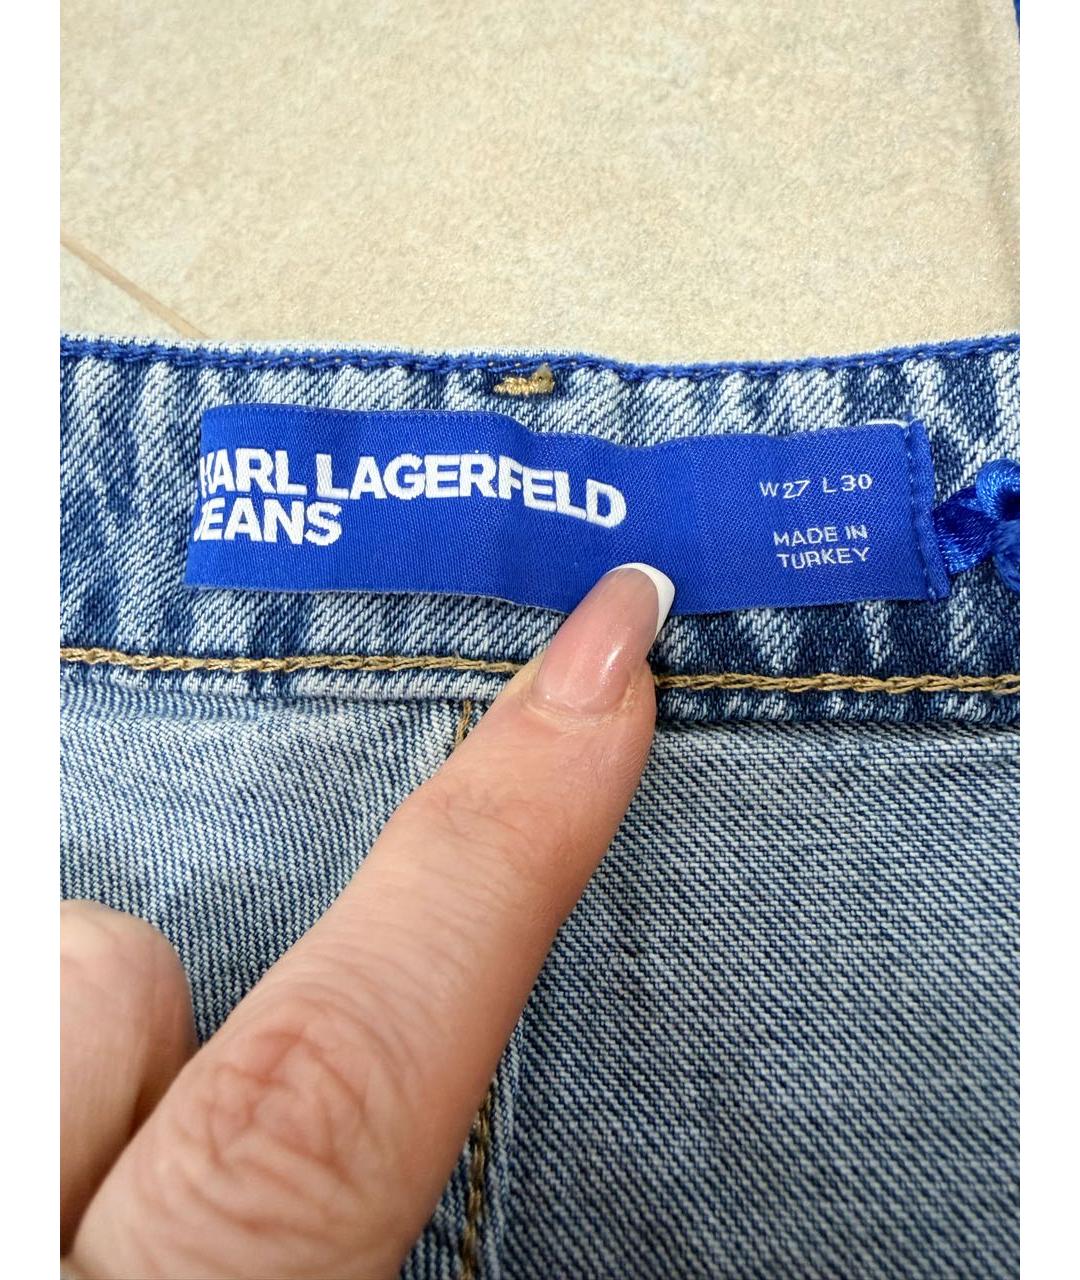 KARL LAGERFELD
JEANS
W27 L30
MADE IN
TURKEY